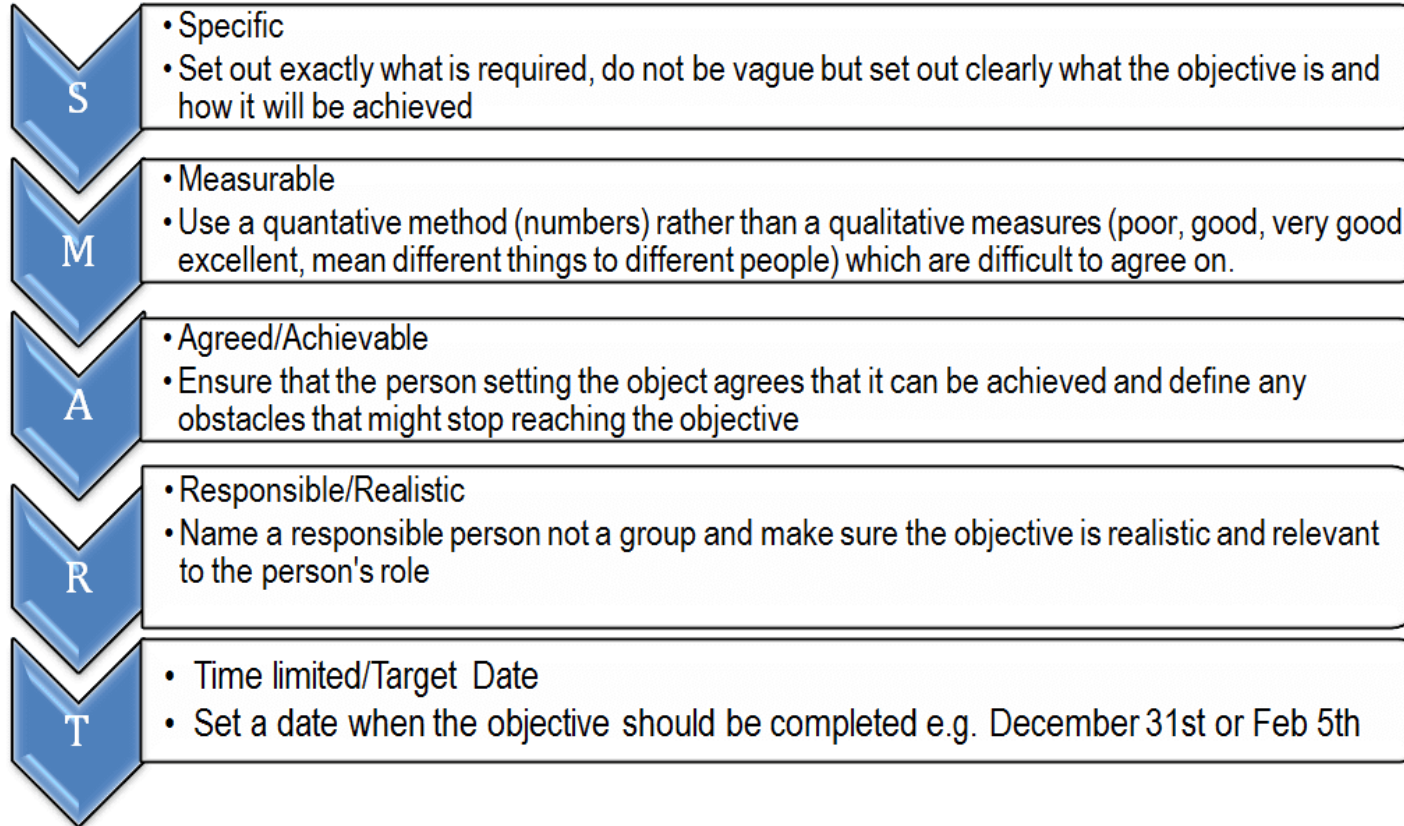 S
• Specific
• Set out exactly what is required, do not be vague but set out clearly what the objective is and
how it will be achieved
M
• Measurable
• Use a quantative method (numbers) rather than a qualitative measures (poor, good, very good
excellent, mean different things to different people) which are difficult to agree on.
A
• Agreed/Achievable
• Ensure that the person setting the object agrees that it can be achieved and define any
obstacles that might stop reaching the objective
R
• Responsible/Realistic
• Name a responsible person not a group and make sure the objective is realistic and relevant
to the person's role
T
• Time limited/Target Date
• Set a date when the objective should be completed e.g. December 31st or Feb 5th